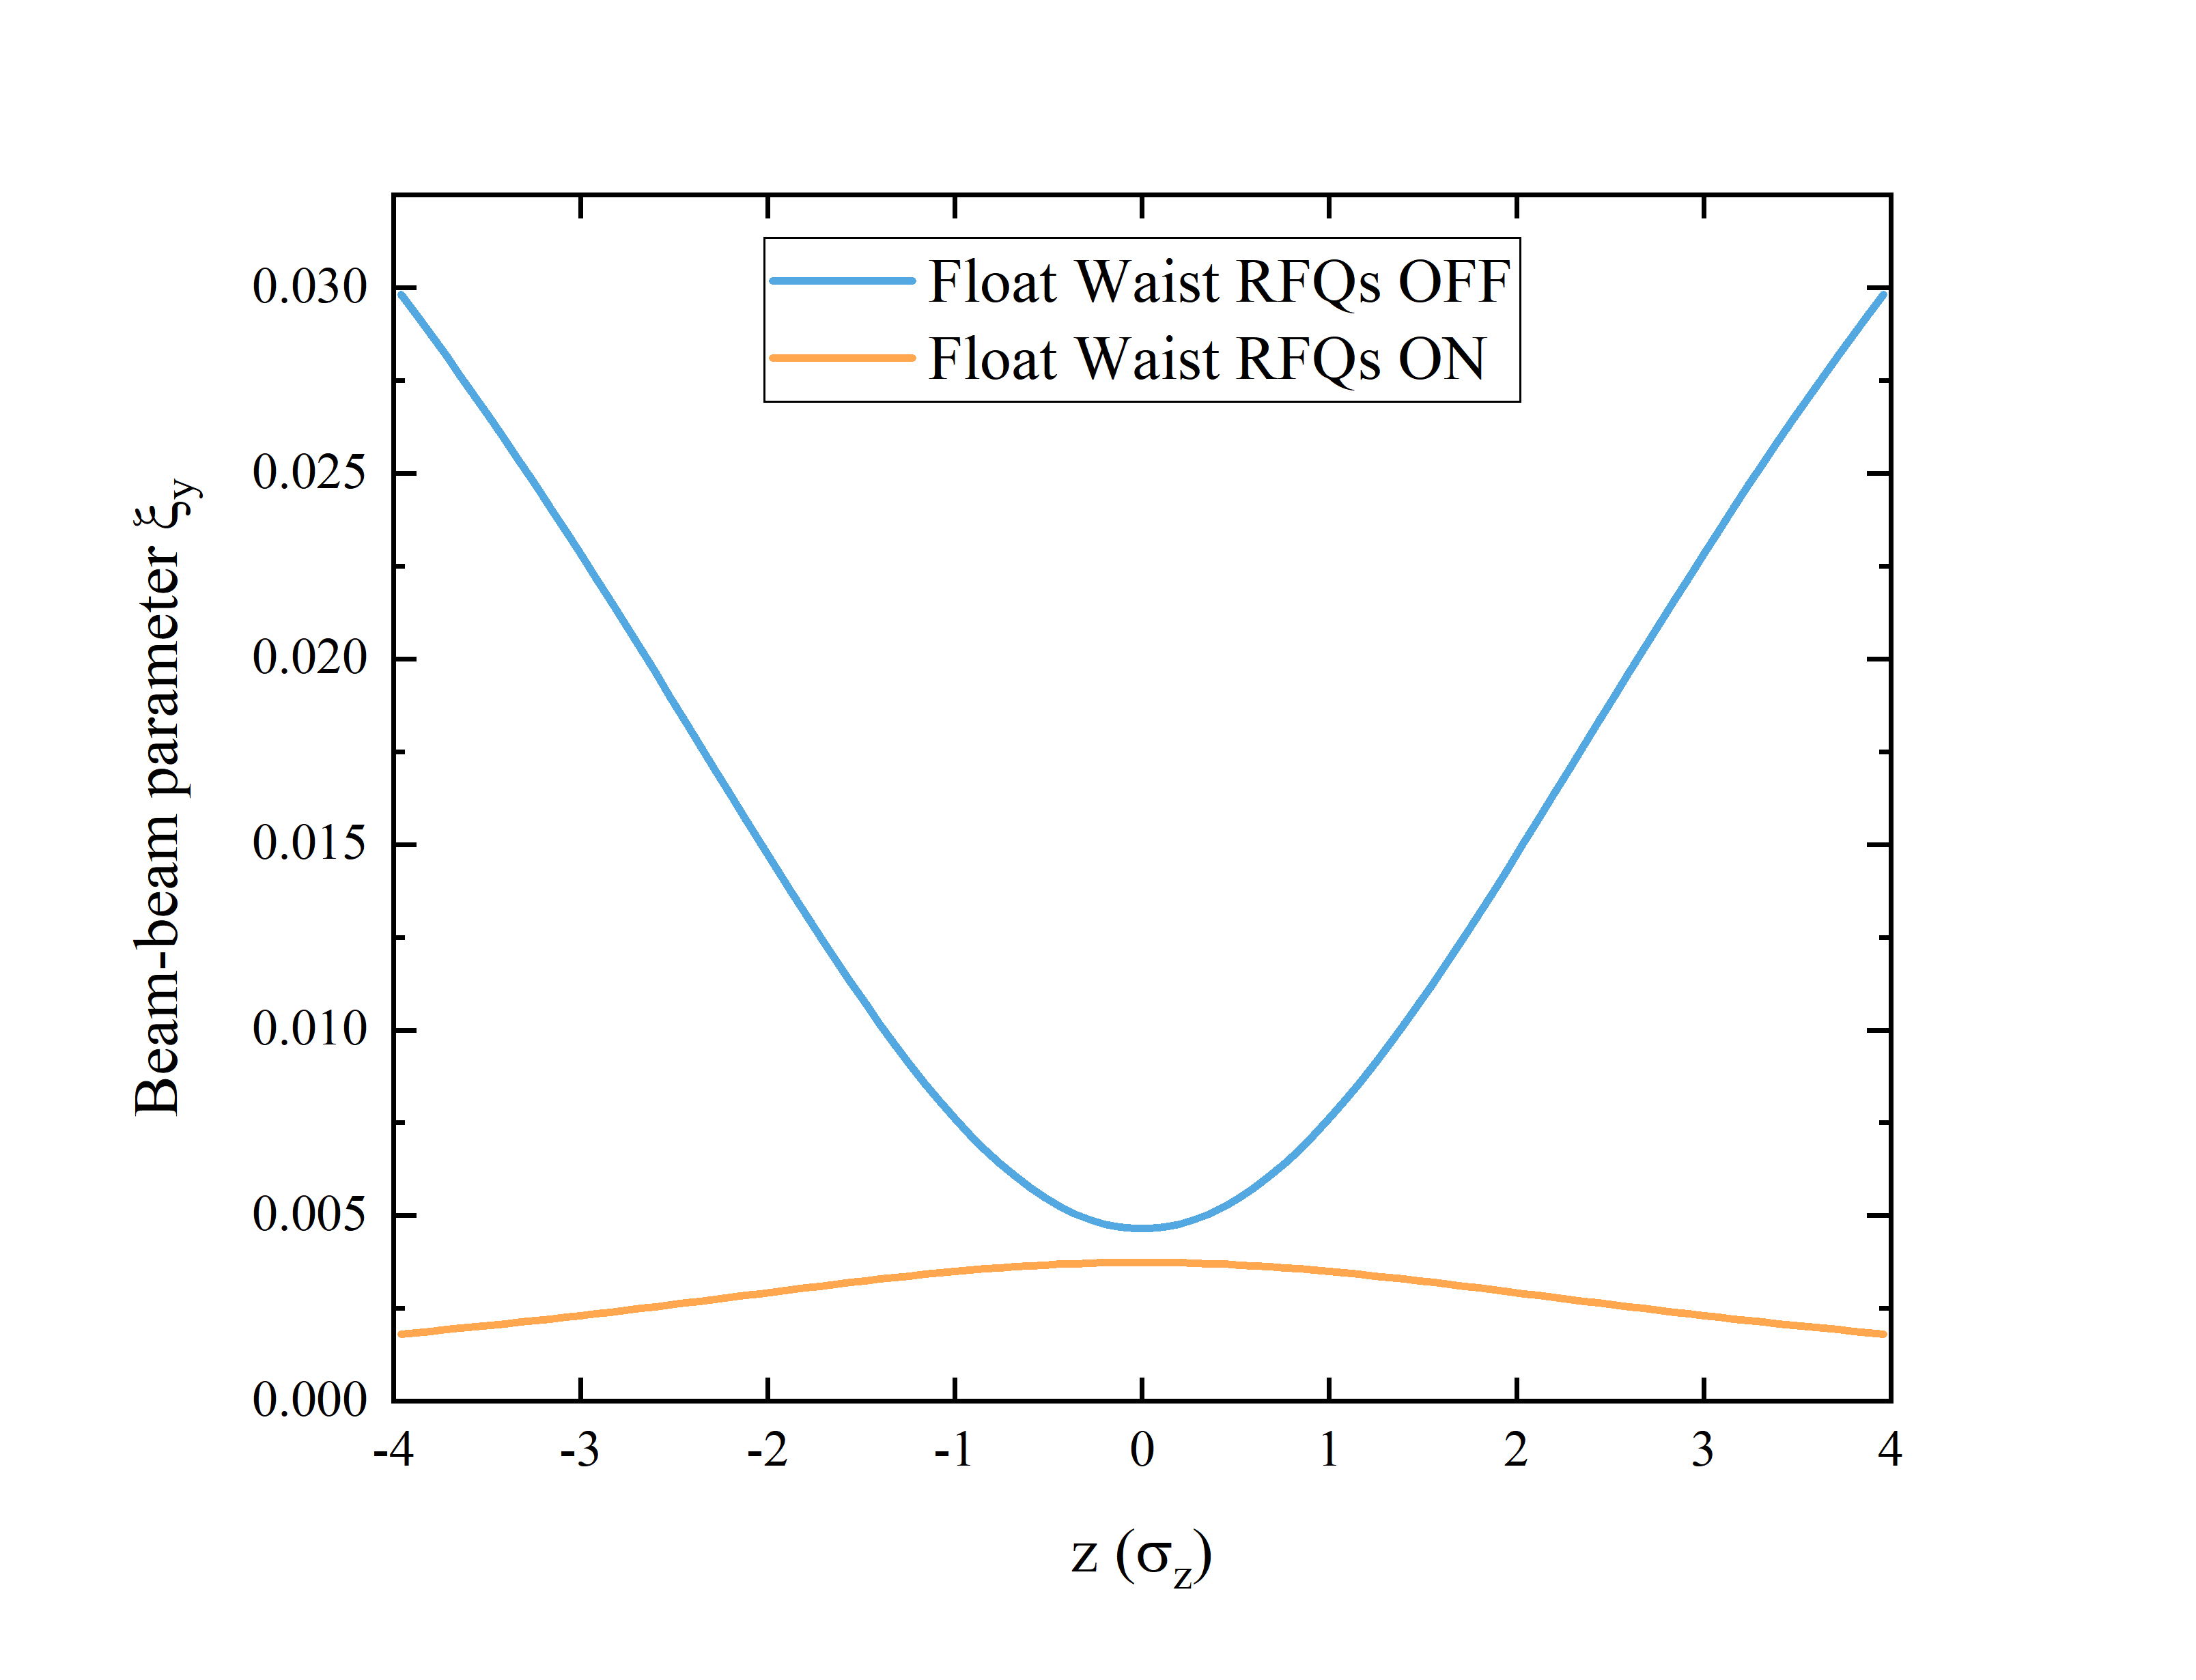 Float Waist RFQs OFF
Float Waist RFQs ON
0.030
0.025
0.020
0.015
0.010
0.005
0.000
Beam-beam parameter ξy
-4 -3 -2 -1 0 1 2 3 4
z (σz)